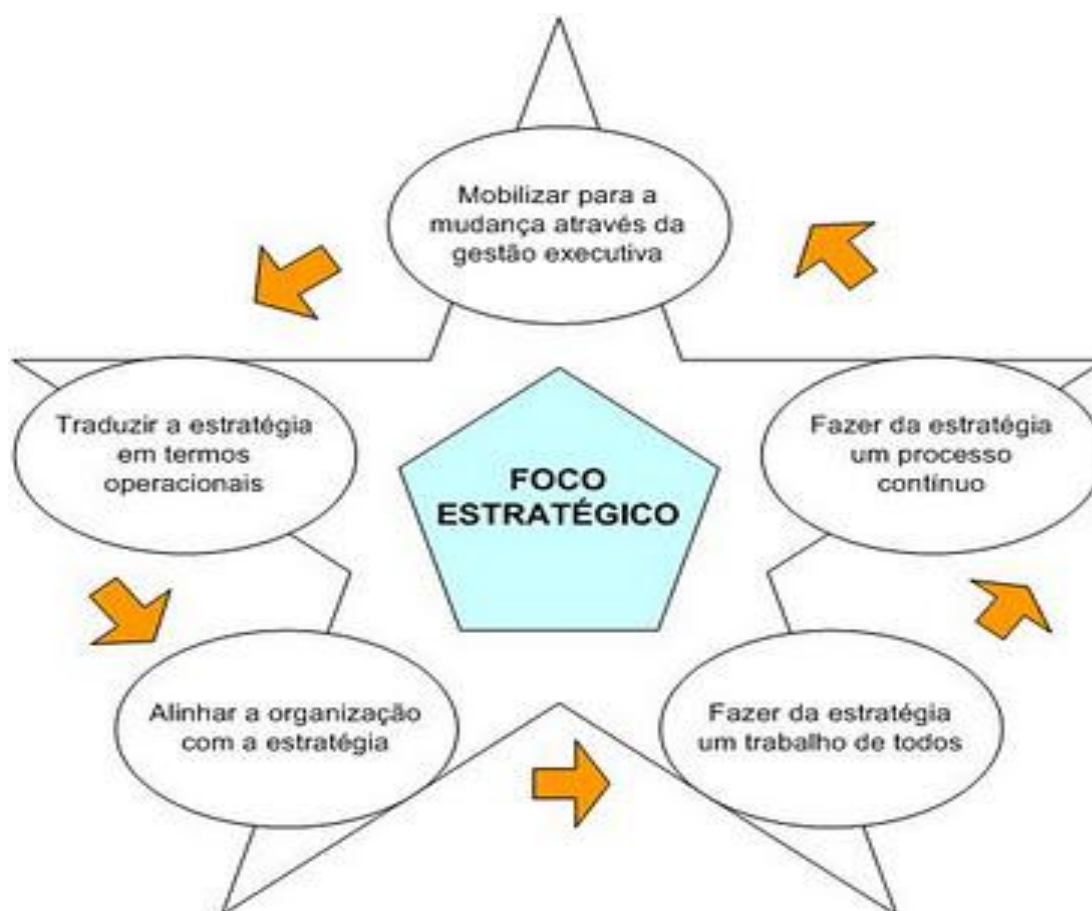 Mobilizar para a
mudança através da
gestão executiva
Traduzir a estratégia
em termos
operacionais
Fazer da estratégia
um processo
contínuo
FOCO
ESTRATÉGICO
Alinhar a organização
com a estratégia
Fazer da estratégia
um trabalho de todos